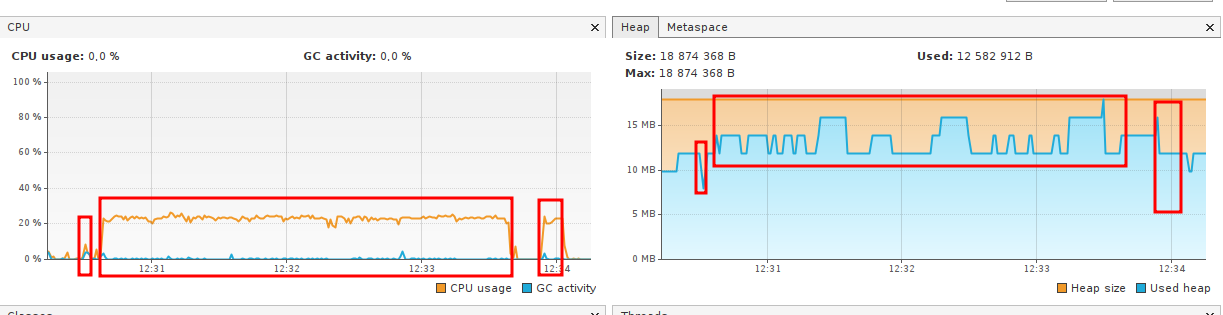 CPU
CPU usage: 0,0 % GC activity: 0,0 %
100 %
80 %
60 %
40 %
20 %
0 %
12:31 12:32 12:33 12:34
CPU usage GC activity
Heap Metaspace
Size: 18 874 368 B Used: 12 582 912 B
Max: 18 874 368 B
15 MB
10 MB
5 MB
0 MB
12:31 12:32 12:33 12:34
Heap size Used heap
Classes
Threads